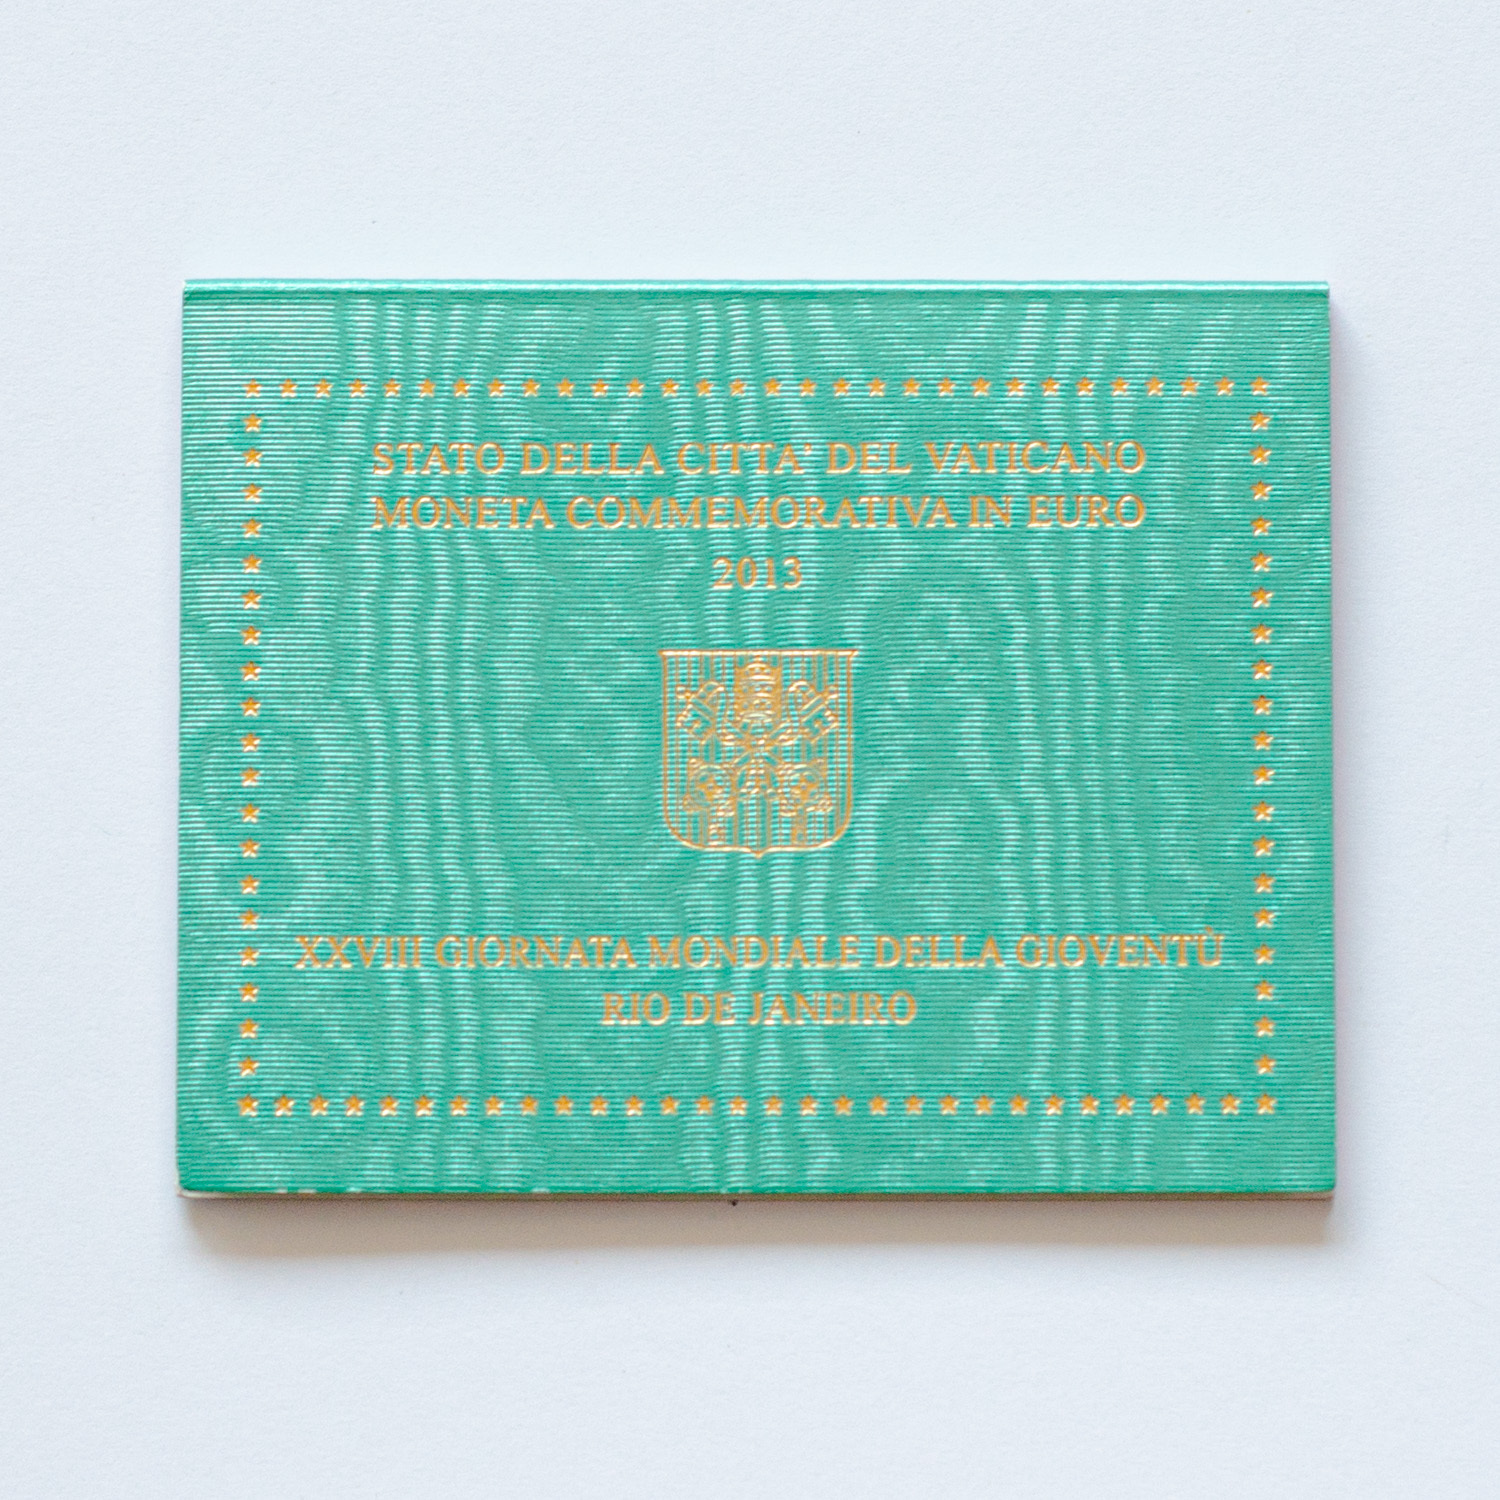 STATO DELLA CITTA' DEL VATICANO
MONETA COMMEMORATIVA IN EURO
2013
XXVIII GIORNATA MONDIALE DELLA GIOVENTÙ
RIO DE JANEIRO